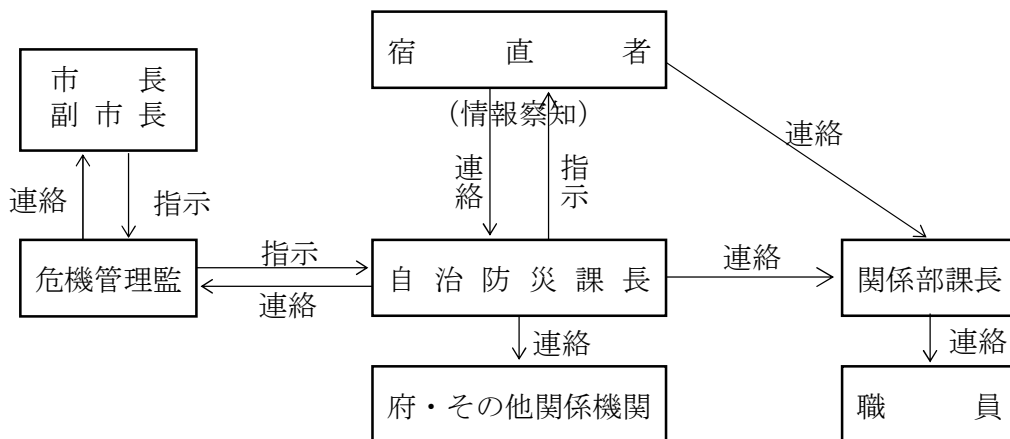 宿直者
市長
副市長
(情報察知)
連絡
連絡
指示
連絡
指示
指示
連絡
連絡
危機管理監
自治防災課長
関係部課長
連絡
連絡
府・その他関係機関
職員